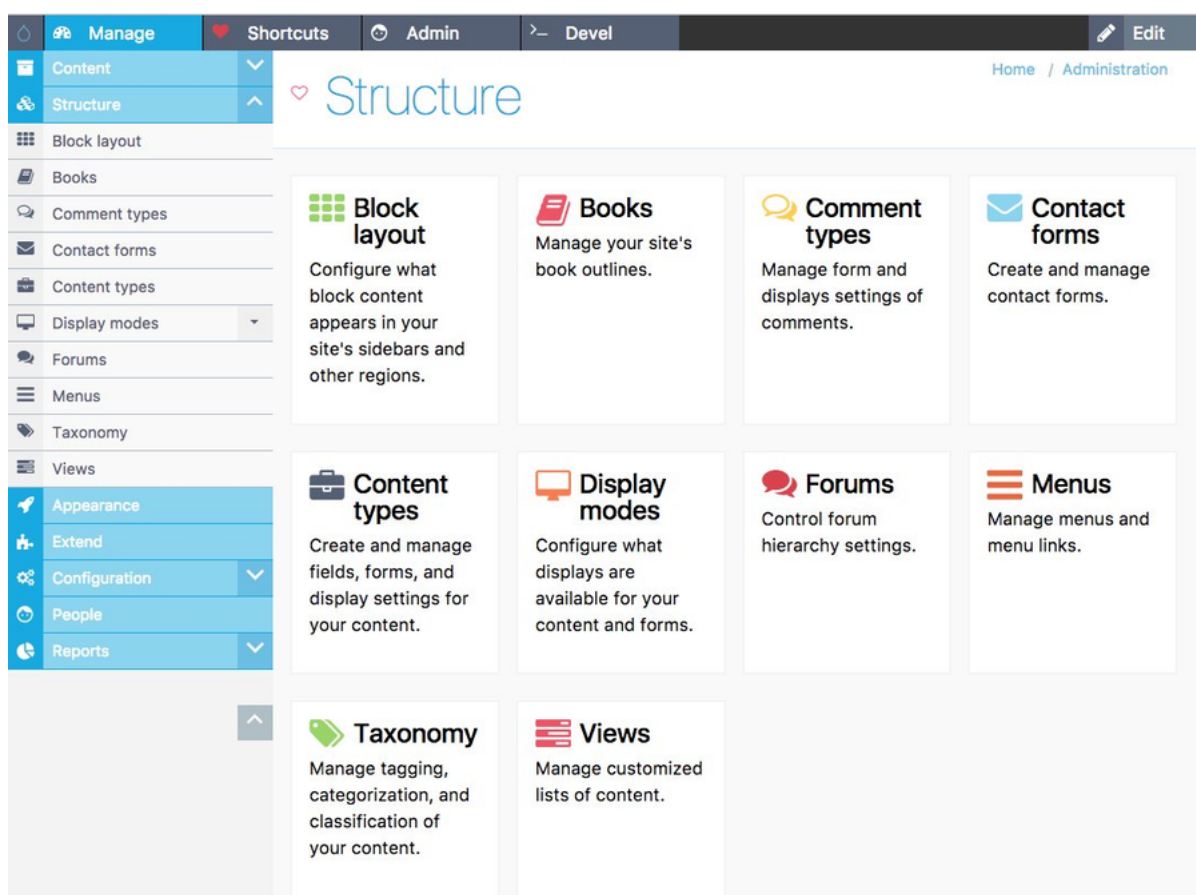 Manage
Shortcuts
Admin
Devel
Edit
Content
Structure
Block layout
Books
Comment types
Contact forms
Content types
Display modes
Forums
Menus
Taxonomy
Views
Appearance
Extend
Configuration
People
Reports
Home / Administration
Structure
Block
layout
Configure what
block content
appears in your
site's sidebars and
other regions.
Books
Manage your site's
book outlines.
Comment
types
Manage form and
displays settings of
comments.
Contact
forms
Create and manage
contact forms.
Content
types
Create and manage
fields, forms, and
display settings for
your content.
Display
modes
Configure what
displays are
available for your
content and forms.
Forums
Control forum
hierarchy settings.
Menus
Manage menus and
menu links.
Taxonomy
Manage tagging,
categorization, and
classification of
your content.
Views
Manage customized
lists of content.